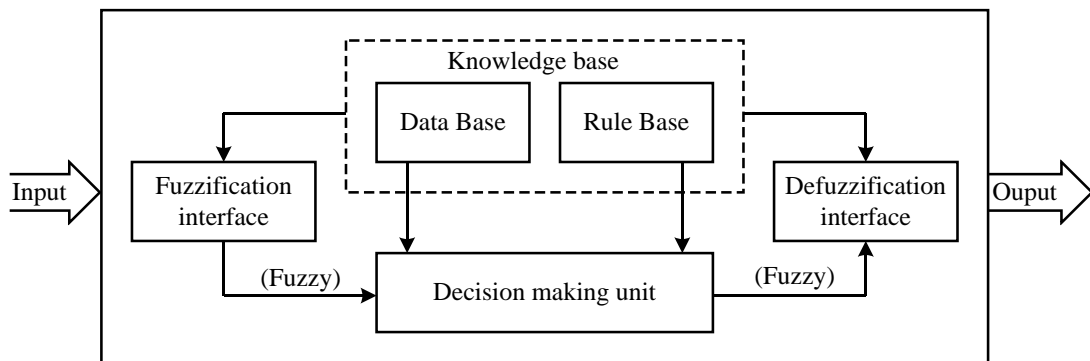 Knowledge base
Data Base
Rule Base
Input
Fuzzification
interface
Defuzzification
interface
Ouput
(Fuzzy)
Decision making unit
(Fuzzy)